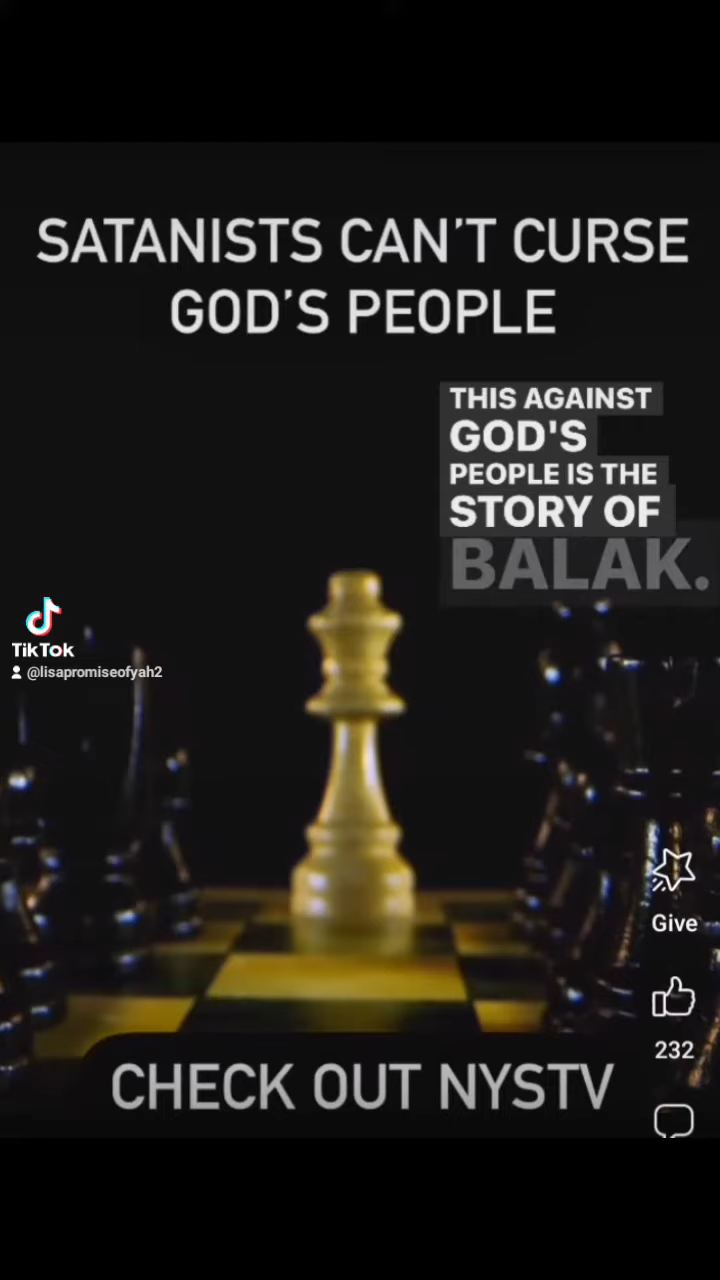 SATANISTS CAN'T CURSE
GOD'S PEOPLE
THIS AGAINST
GOD'S
PEOPLE IS THE
STORY OF
BALAK.
TikTok
@lisapromiseofyah2
Give
232
CHECK OUT NYSTV